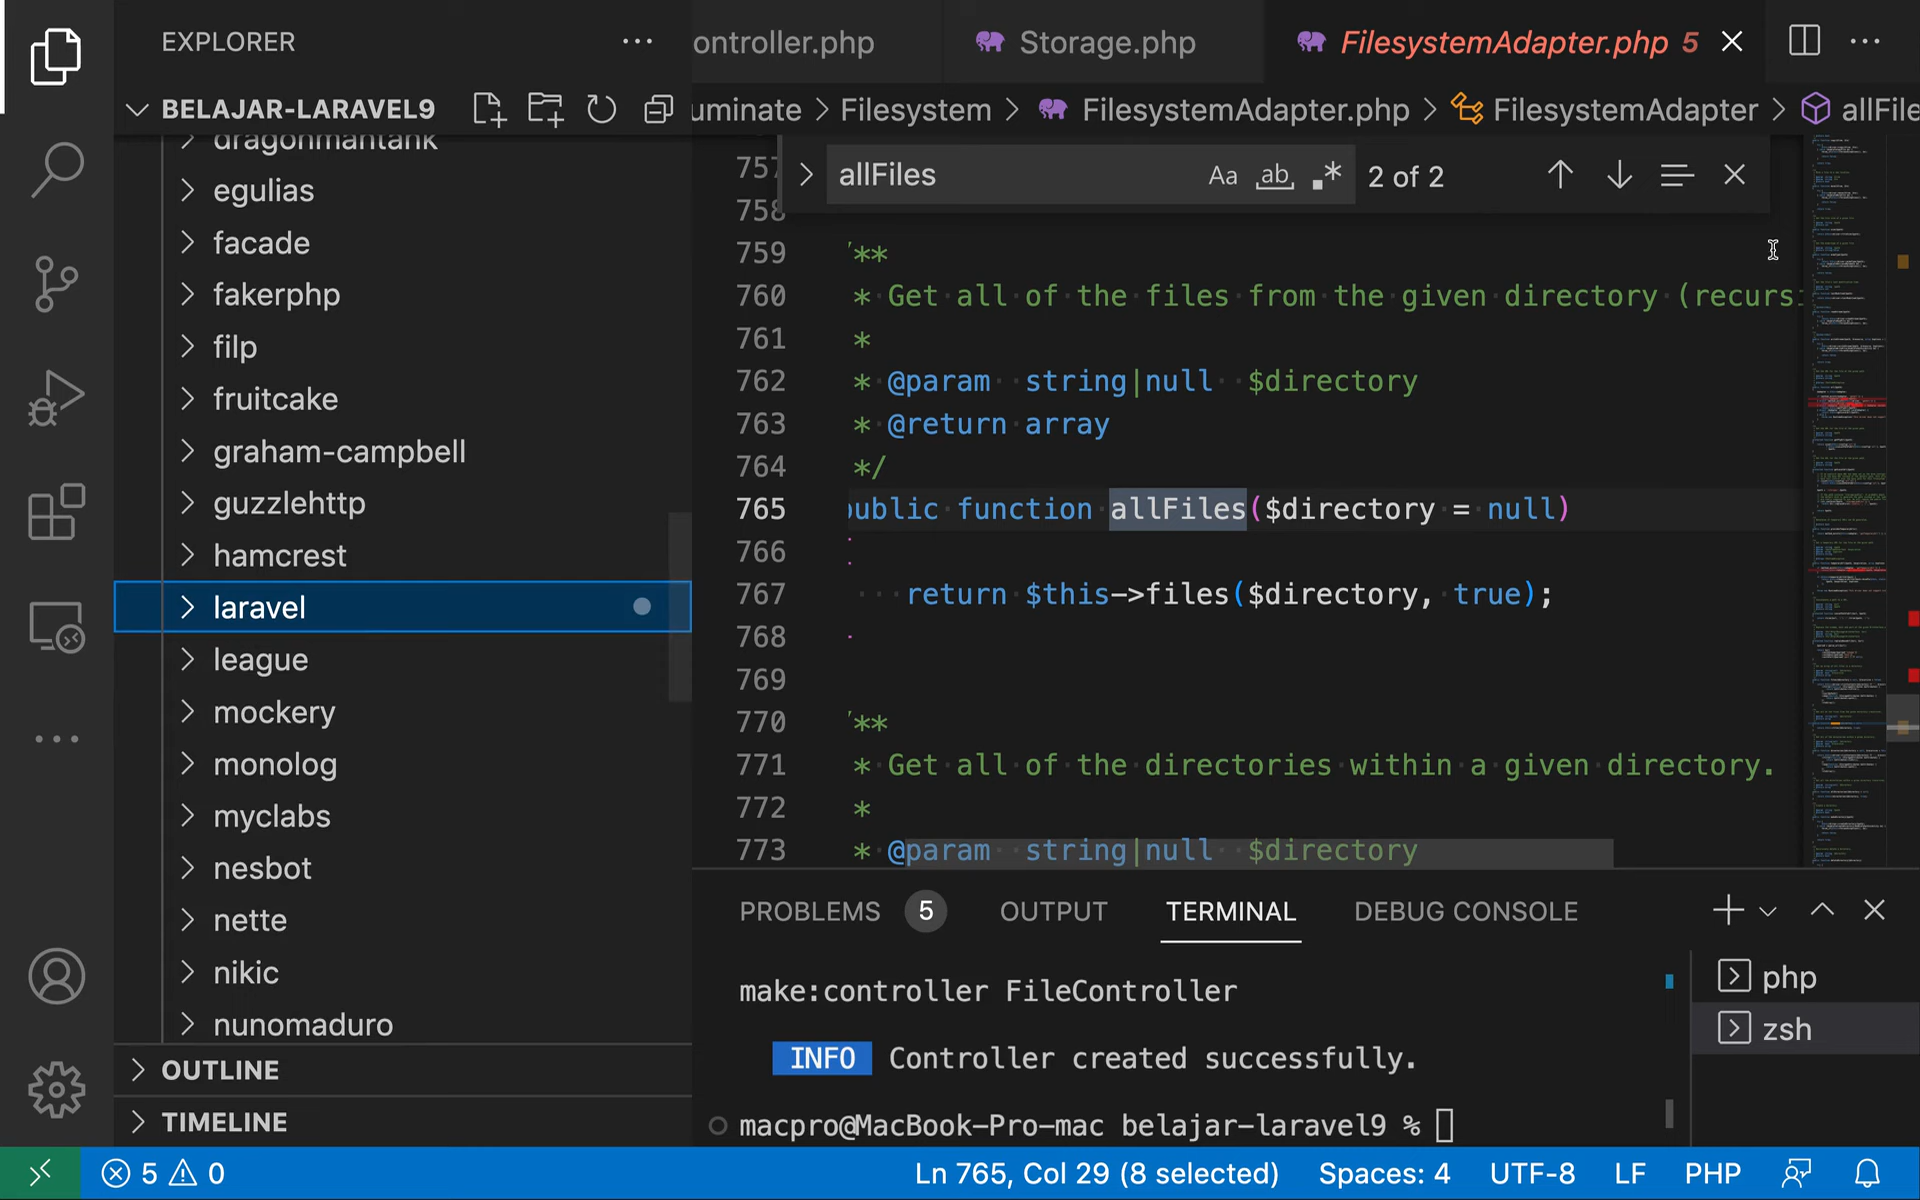 EXPLORER
BELAJAR-LARAVEL9
dragonmantank
egulias
facade
fakerphp
filp
fruitcake
graham-campbell
guzzlehttp
hamcrest
laravel
league
mockery
monolog
myclabs
nesbot
nette
nikic
nunomaduro
OUTLINE
TIMELINE
ontroller.php Storage.php FilesystemAdapter.php 5
uminate > Filesystem > FilesystemAdapter.php > FilesystemAdapter > allFile
allFiles Aa ab .* 2 of 2
757
758
759 /**
760 * Get all of the files from the given directory (recursi
761 *
762 * @param  string|null  $directory
763 * @return array
764 */
765 public function allFiles($directory = null)
766
767 return $this->files($directory, true);
768
769
770 /**
771 * Get all of the directories within a given directory.
772 *
773 * @param  string|null  $directory
PROBLEMS 5 OUTPUT TERMINAL DEBUG CONSOLE
make:controller FileController
INFO Controller created successfully.
macpro@MacBook-Pro-mac belajar-laravel9 %
php
zsh
5 0 Ln 765, Col 29 (8 selected) Spaces: 4 UTF-8 LF PHP